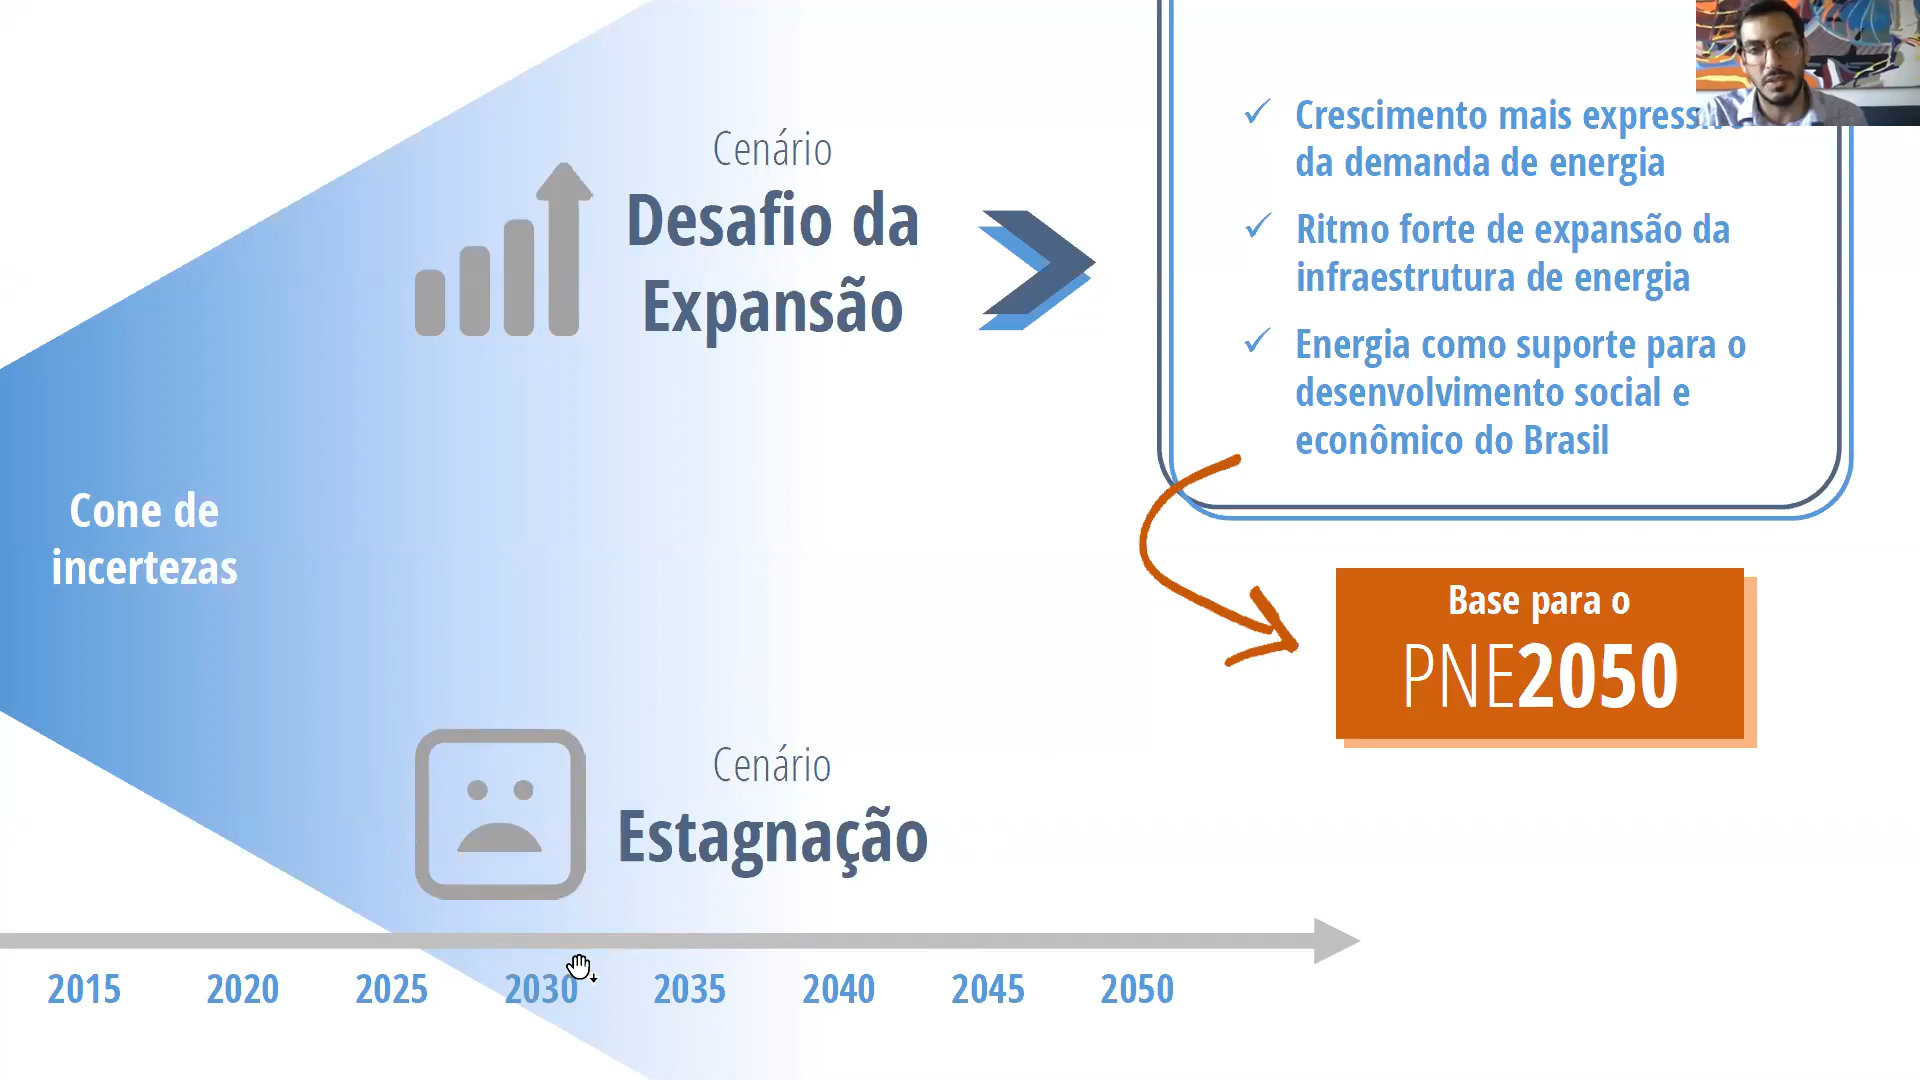 Cenário
Desafio da
Expansão
Crescimento mais
da demanda de energia
Ritmo forte de expansão da
infraestrutura de energia
Energia como suporte para o
desenvolvimento social e
econômico do Brasil
Cone de
incertezas
Base para o
PNE2050
Cenário
Estagnação
2015 2020 2025 2030 2035 2040 2045 2050